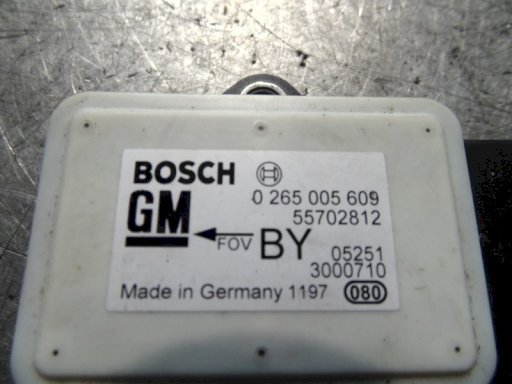 BOSCH
0 265 005 609
55702812
GM
FOV BY 05251
3000710
Made in Germany 1197 080